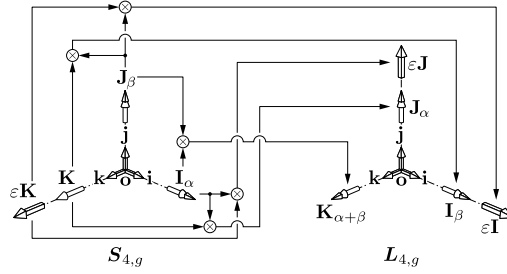 εJ
J_β
J_α
j j
εK K k o i I_α
k o i
K_{α+β} I_β εI
S_{4,g} L_{4,g}